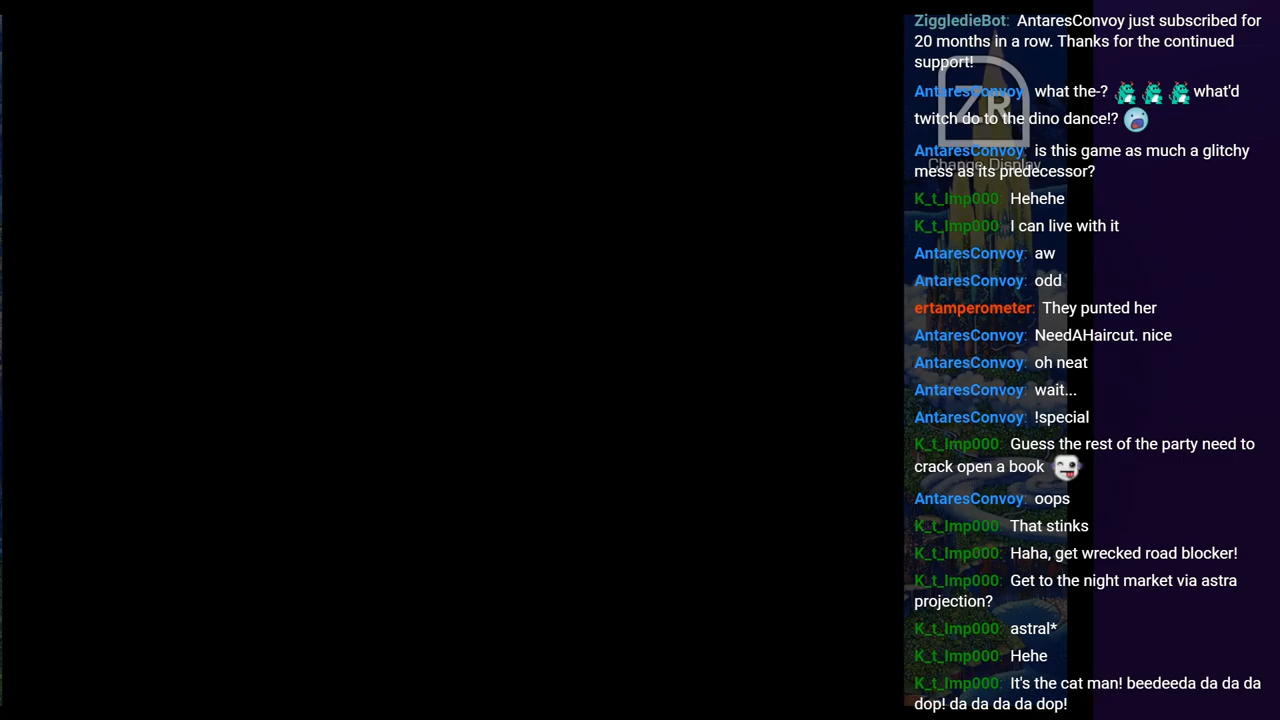 ZiggledieBot: AntaresConvoy just subscribed for
20 months in a row. Thanks for the continued
support!
ZR
AntaresConvoy: what the-? what'd
twitch do to the dino dance!?
AntaresConvoy: is this game as much a glitchy
Change Display
mess as its predecessor?
K_t_Imp000: Hehehe
K_t_Imp000: I can live with it
AntaresConvoy: aw
AntaresConvoy: odd
ertamperometer: They punted her
AntaresConvoy: NeedAHaircut. nice
AntaresConvoy: oh neat
AntaresConvoy: wait...
AntaresConvoy: !special
K_t_Imp000: Guess the rest of the party need to
crack open a book
AntaresConvoy: oops
K_t_Imp000: That stinks
K_t_Imp000: Haha, get wrecked road blocker!
K_t_Imp000: Get to the night market via astra
projection?
K_t_Imp000: astral*
K_t_Imp000: Hehe
K_t_Imp000: It's the cat man! beedeeda da da da
dop! da da da da dop!